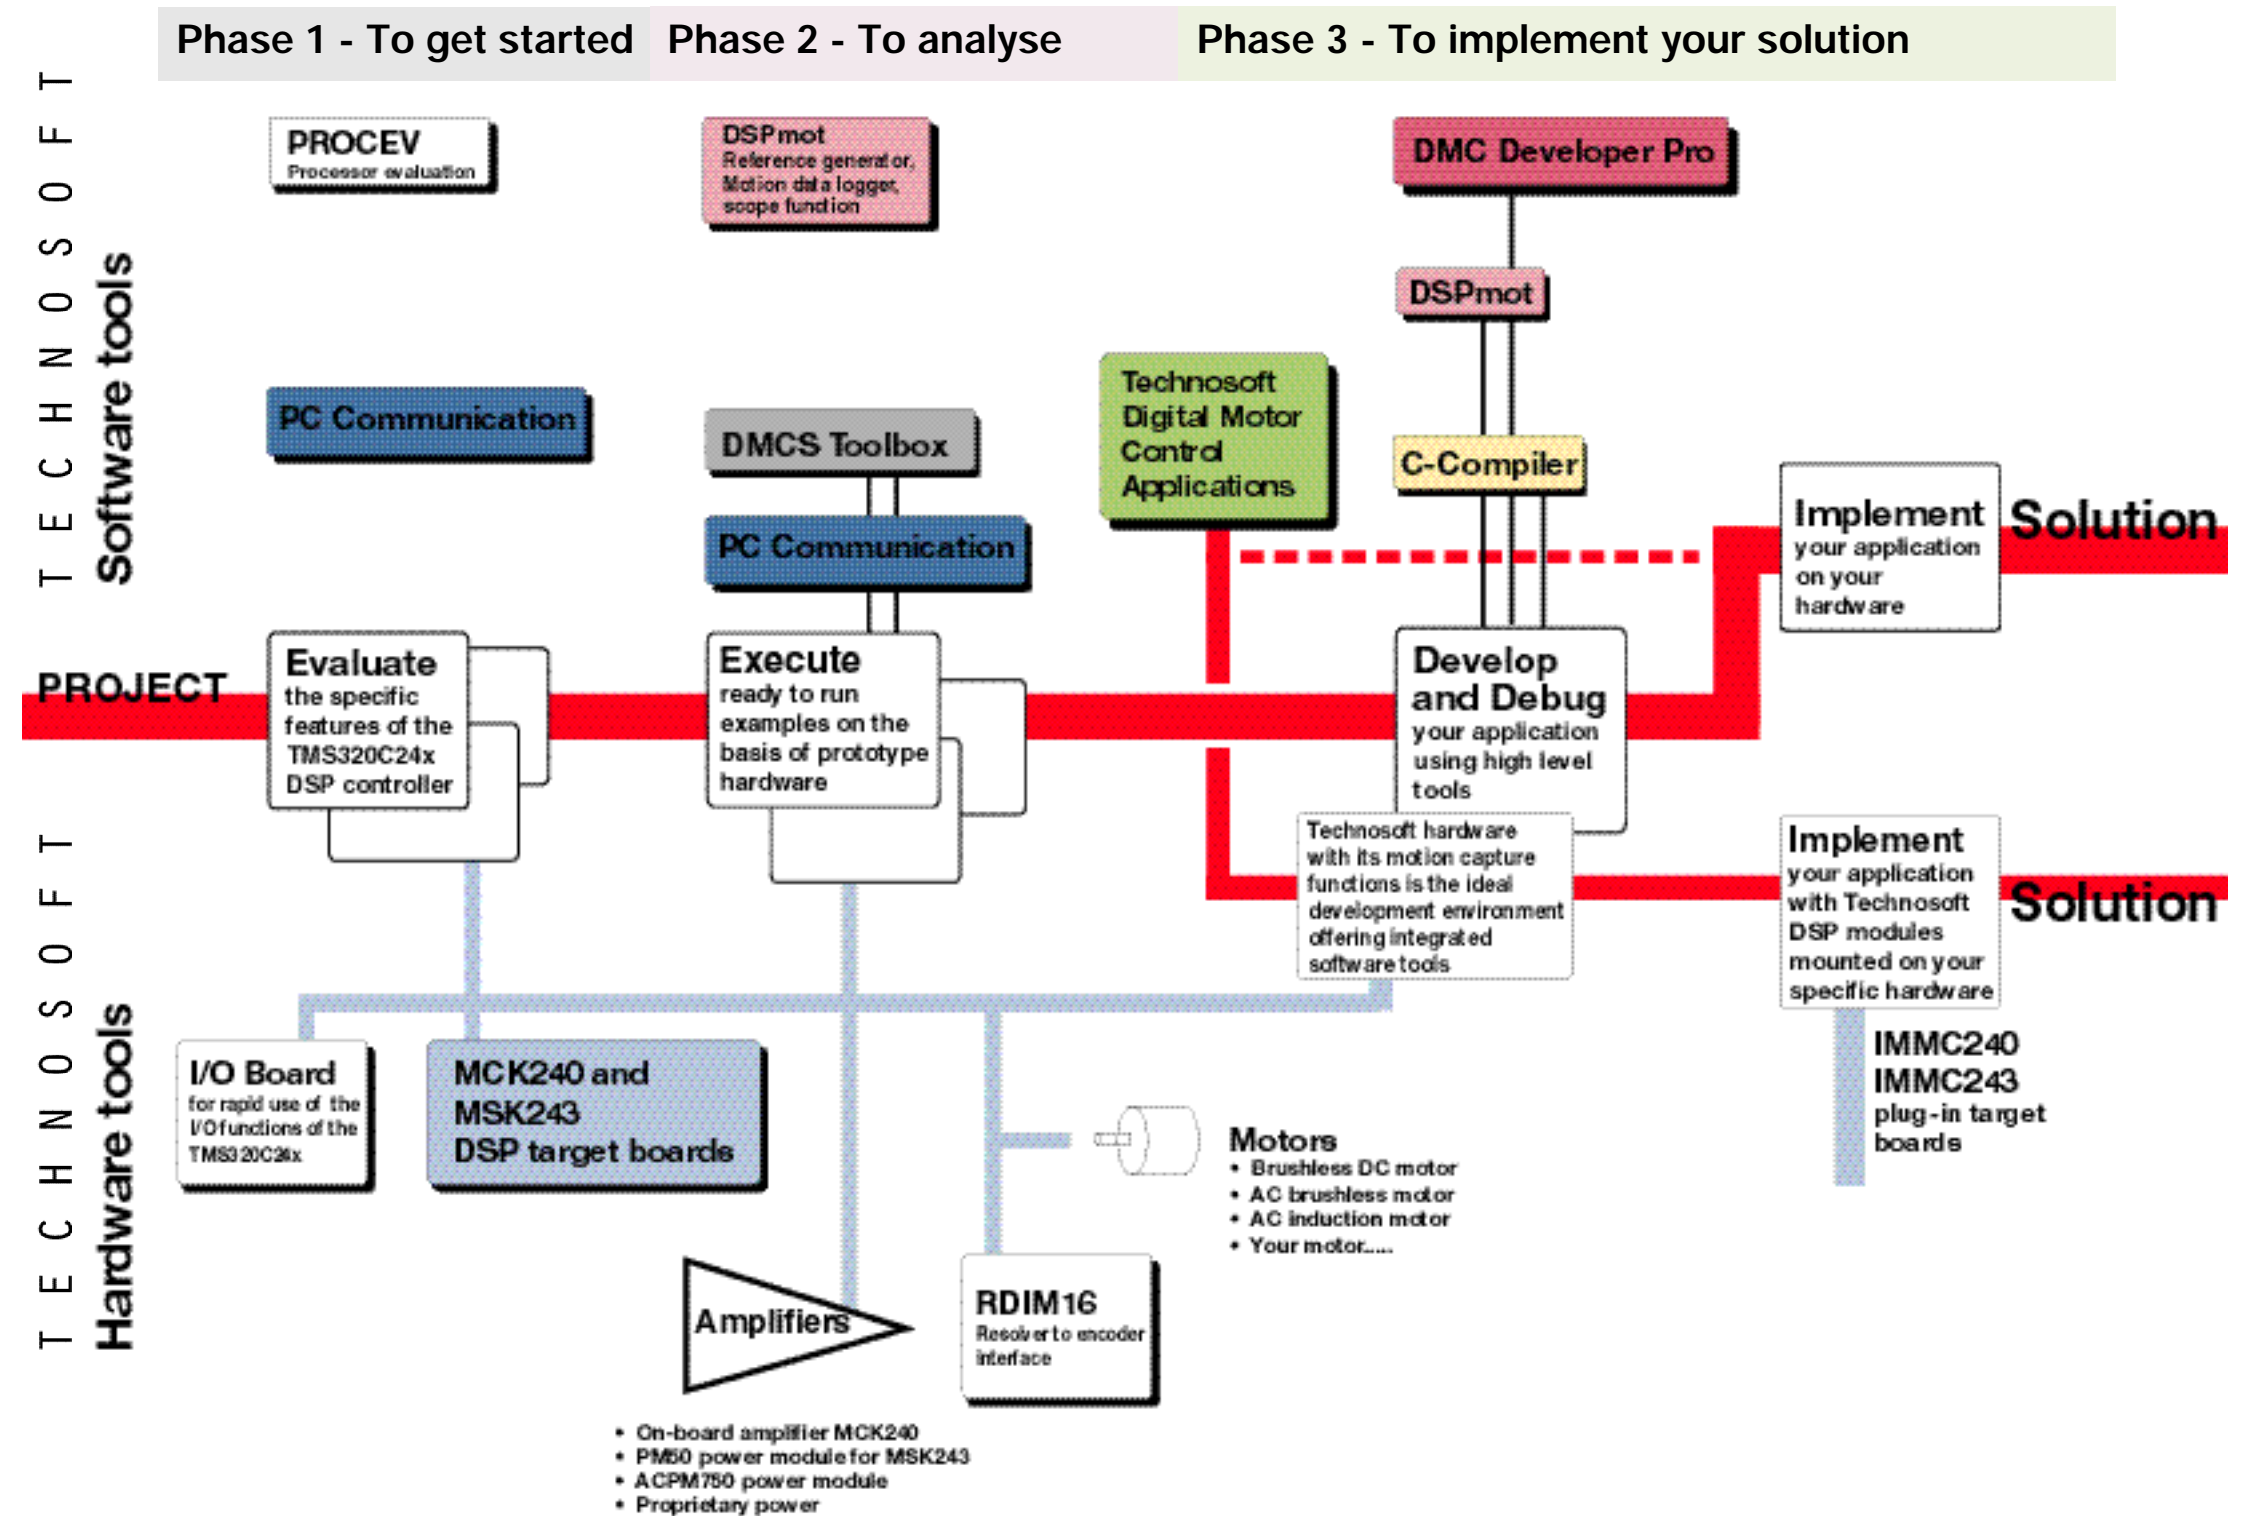 Phase 1 - To get started
Phase 2 - To analyse
Phase 3 - To implement your solution
TECHNOSOFT
Software tools
PROCEV
Processor evaluation
DSPmot
Reference generator,
Motion data logger,
scope function
DMC Developer Pro
DSPmot
PC Communication
DMCS Toolbox
PC Communication
Technosoft
Digital Motor
Control
Applications
C-Compiler
Implement
your application
on your
hardware
Solution
PROJECT
Evaluate
the specific
features of the
TMS320C24x
DSP controller
Execute
ready to run
examples on the
basis of prototype
hardware
Develop
and Debug
your application
using high level
tools
Technosoft hardware
with its motion capture
functions is the ideal
development environment
offering integrated
software tools
Implement
your application
with Technosoft
DSP modules
mounted on your
specific hardware
Solution
TECHNOSOFT
Hardware tools
I/O Board
for rapid use of the
I/O functions of the
TMS320C24x
MCK240 and
MSK243
DSP target boards
IMMC240
IMMC243
plug-in target
boards
Motors
• Brushless DC motor
• AC brushless motor
• AC induction motor
• Your motor.....
Amplifiers
RDIM16
Resolver to encoder
interface
• On-board amplifier MCK240
• PM50 power module for MSK243
• ACPM750 power module
• Proprietary power